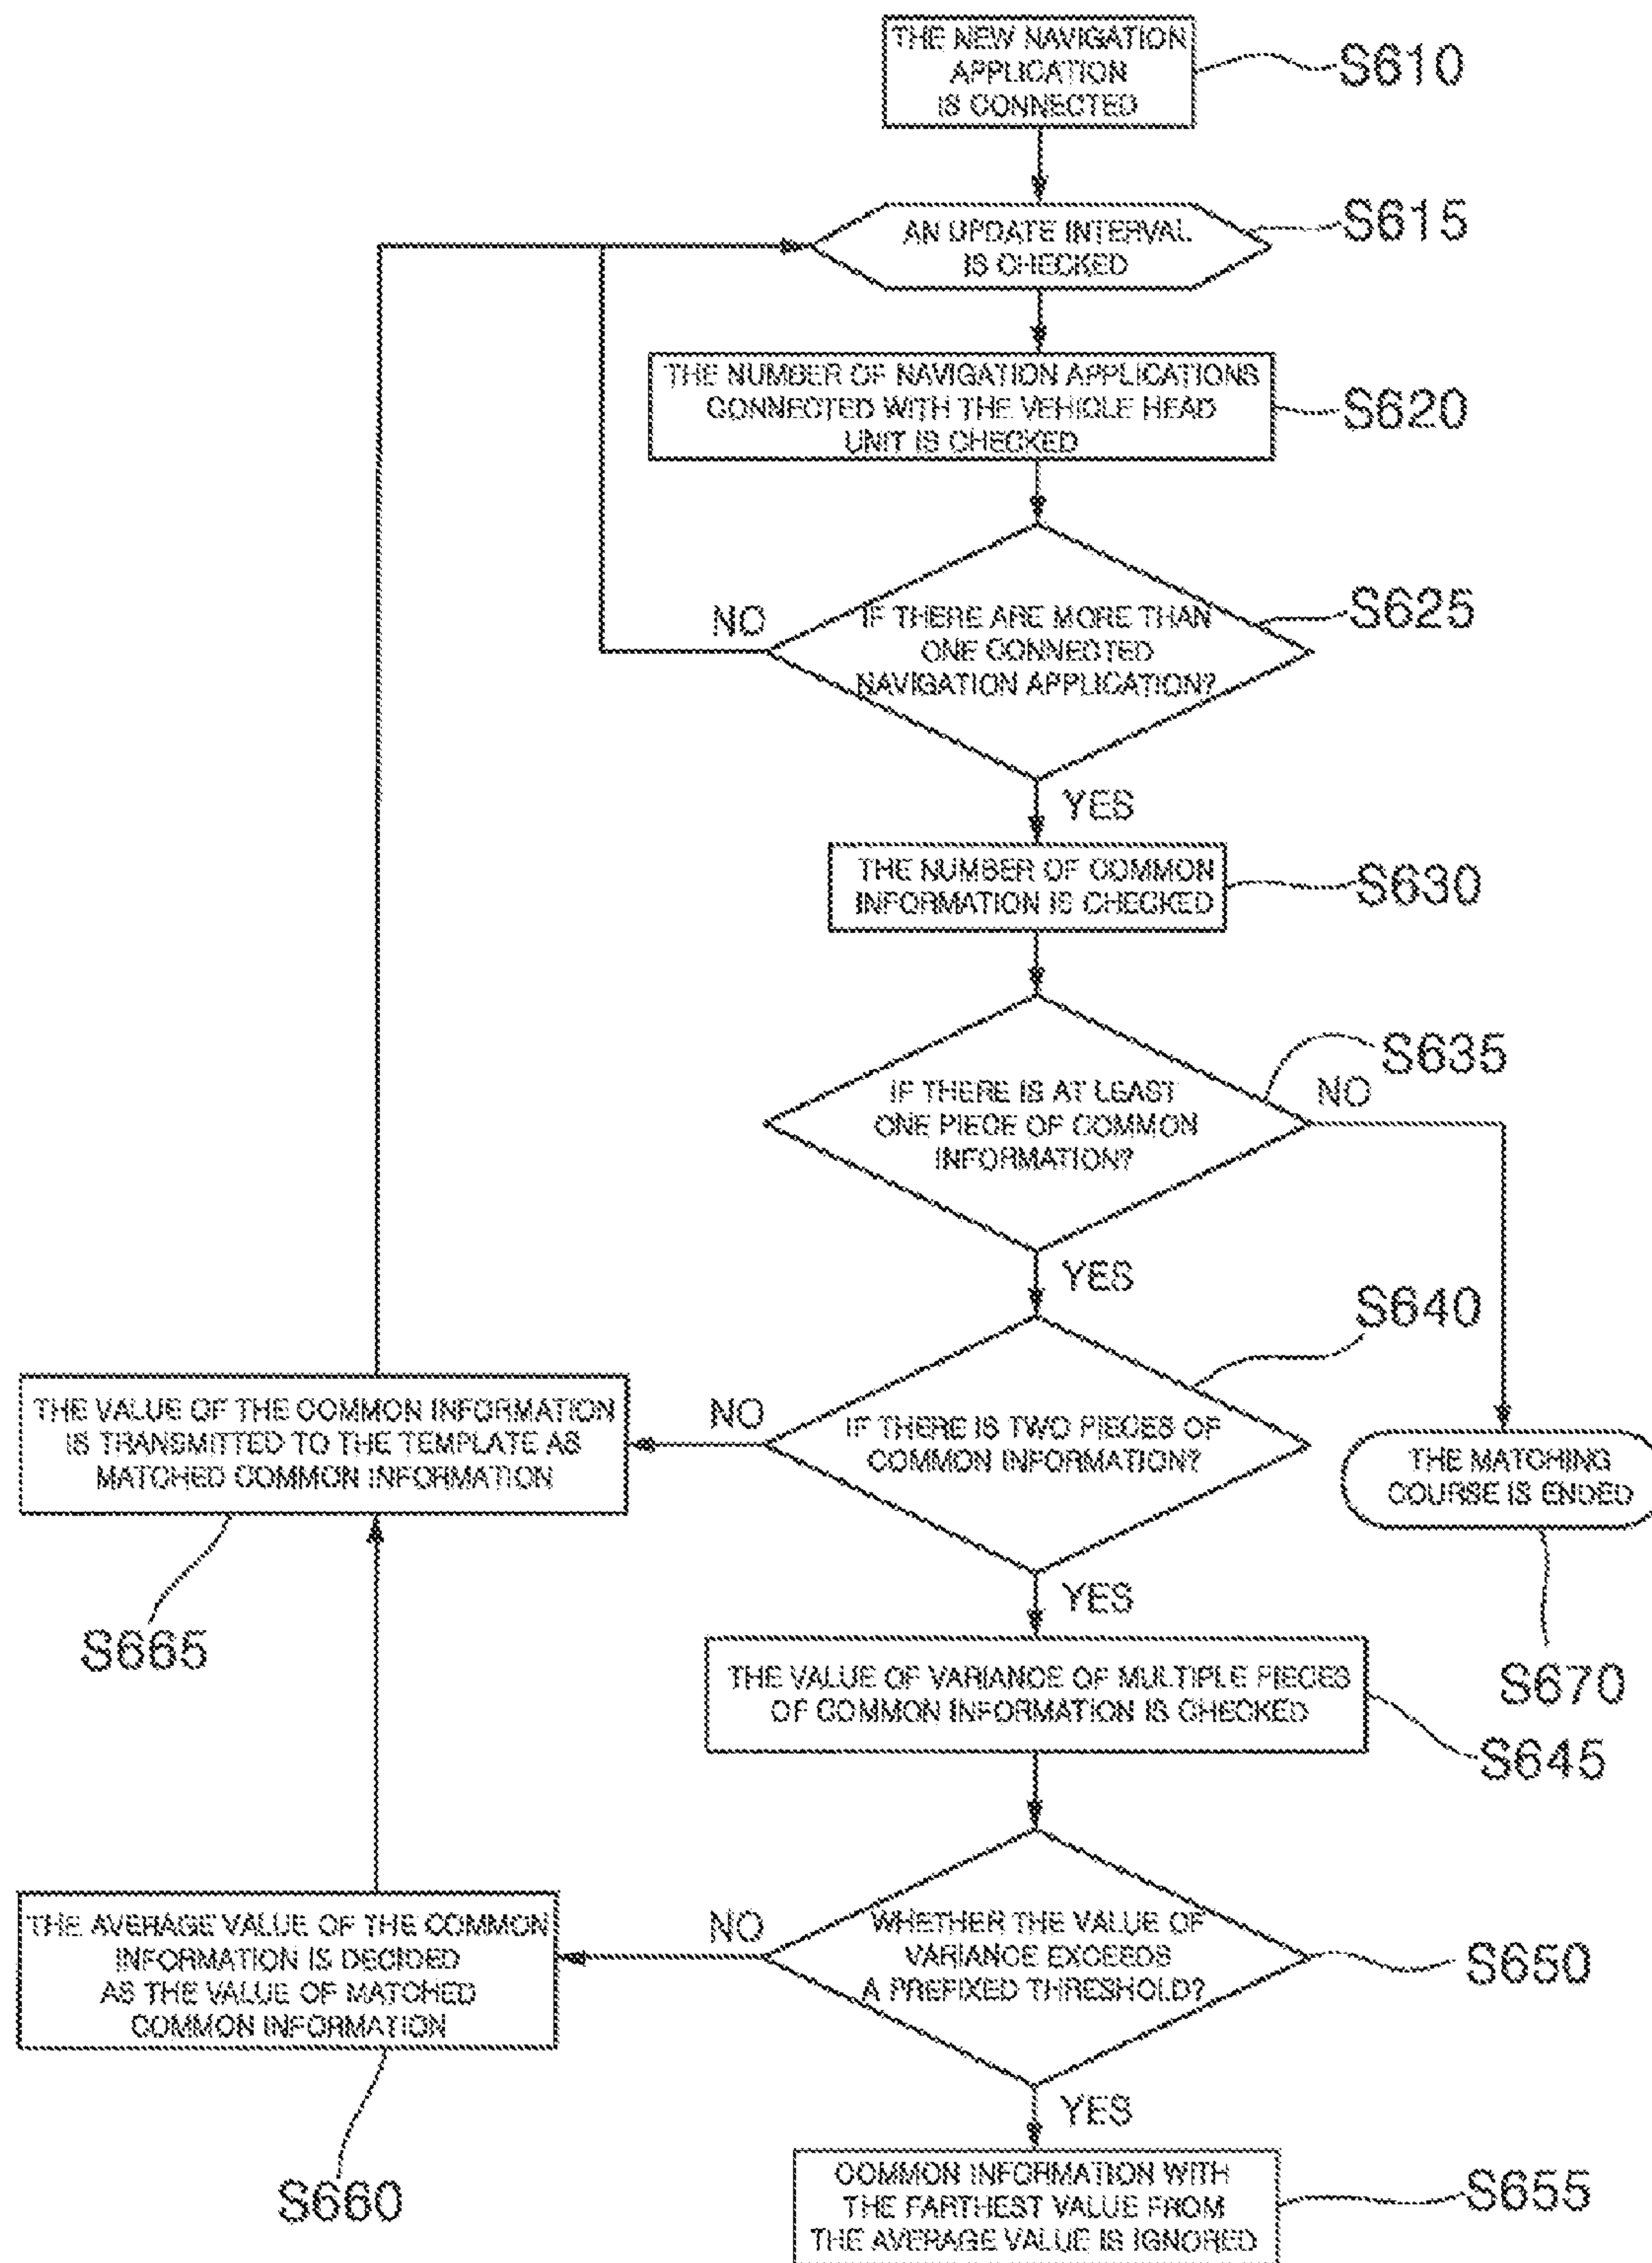 THE NEW NAVIGATION
APPLICATION
IS CONNECTED
S610
AN UPDATE INTERVAL
IS CHECKED
S615
THE NUMBER OF NAVIGATION APPLICATIONS
CONNECTED WITH THE VEHICLE HEAD
UNIT IS CHECKED
S620
IF THERE ARE MORE THAN
ONE CONNECTED
NAVIGATION APPLICATION?
S625
NO
YES
THE NUMBER OF COMMON
INFORMATION IS CHECKED
S630
IF THERE IS AT LEAST
ONE PIECE OF COMMON
INFORMATION?
S635
NO
YES
S640
IF THERE IS TWO PIECES OF
COMMON INFORMATION?
NO
THE VALUE OF THE COMMON INFORMATION
IS TRANSMITTED TO THE TEMPLATE AS
MATCHED COMMON INFORMATION
S665
THE MATCHING
COURSE IS ENDED
S670
YES
THE VALUE OF VARIANCE OF MULTIPLE PIECES
OF COMMON INFORMATION IS CHECKED
S645
WHETHER THE VALUE OF
VARIANCE EXCEEDS
A PREFIXED THRESHOLD?
S650
NO
THE AVERAGE VALUE OF THE COMMON
INFORMATION IS DECIDED
AS THE VALUE OF MATCHED
COMMON INFORMATION
S660
YES
COMMON INFORMATION WITH
THE FARTHEST VALUE FROM
THE AVERAGE VALUE IS IGNORED
S655